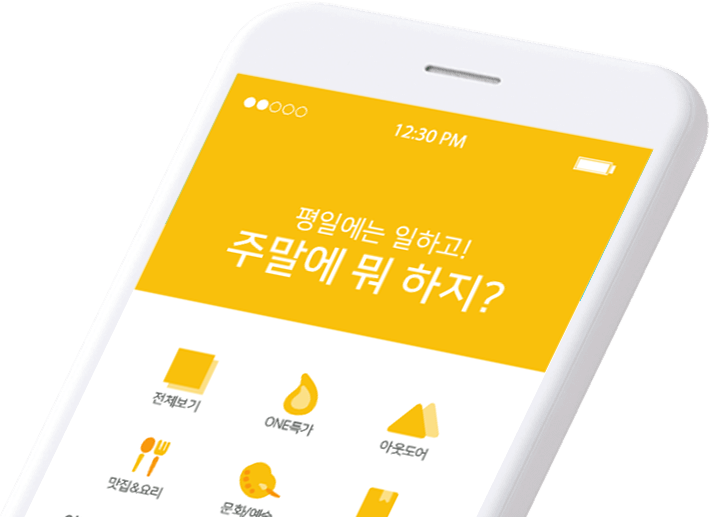 12:30 PM
평일에는 일하고!
주말에 뭐 하지?
전체보기
ONE특가
아웃도어
맛집&요리
문화/예술